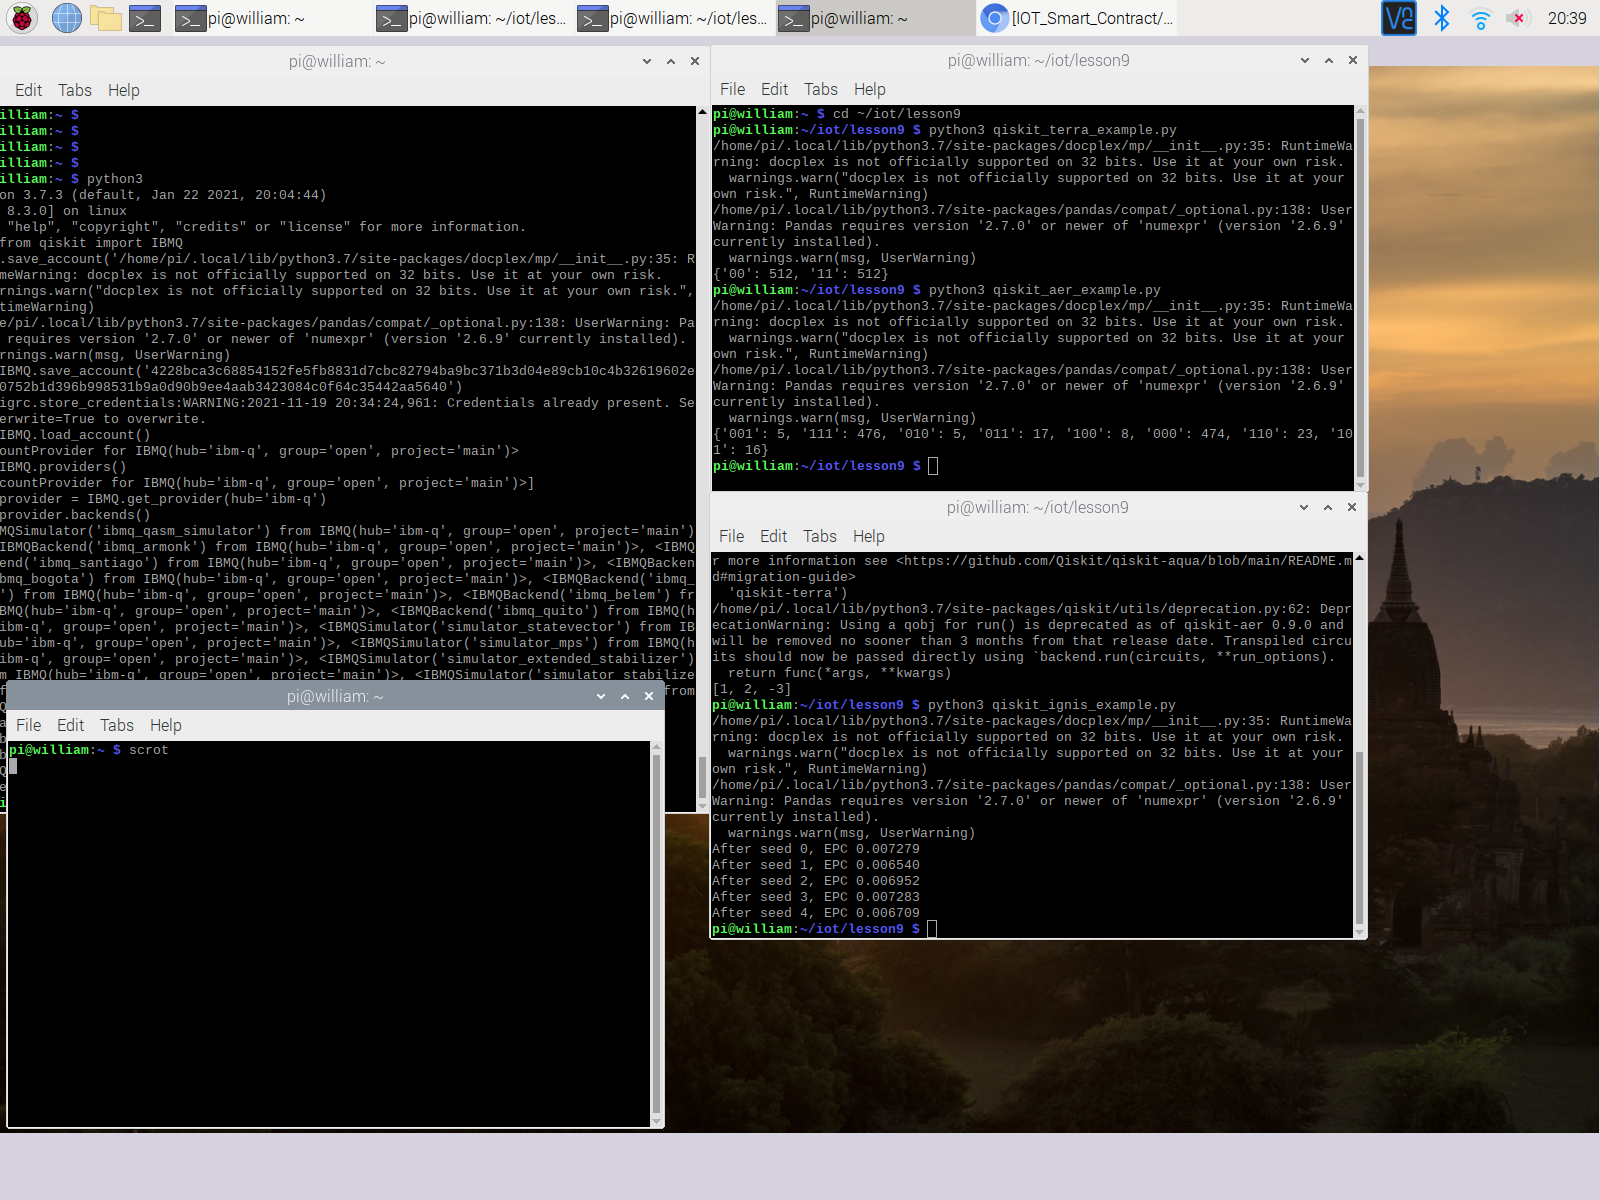 pi@william: ~
pi@william: ~/iot/les...
pi@william: ~/iot/les...
pi@william: ~
[IOT_Smart_Contract/...
20:39
pi@william: ~
Edit Tabs Help
illiam:~ $
illiam:~ $
illiam:~ $
illiam:~ $
illiam:~ $ python3
on 3.7.3 (default, Jan 22 2021, 20:04:44)
 8.3.0] on linux
 "help", "copyright", "credits" or "license" for more information.
from qiskit import IBMQ
.save_account('/home/pi/.local/lib/python3.7/site-packages/docplex/mp/__init__.py:35: R
meWarning: docplex is not officially supported on 32 bits. Use it at your own risk.
rnings.warn("docplex is not officially supported on 32 bits. Use it at your own risk.",
timeWarning)
e/pi/.local/lib/python3.7/site-packages/pandas/compat/_optional.py:138: UserWarning: Pa
 requires version '2.7.0' or newer of 'numexpr' (version '2.6.9' currently installed).
rnings.warn(msg, UserWarning)
IBMQ.save_account('4228bca3c68854152fe5fb8831d7cbc82794ba9bc371b3d04e89cb10c4b32619602e
0752b1d396b998531b9a0d90b9ee4aab3423084c0f64c35442aa5640')
igrc.store_credentials:WARNING:2021-11-19 20:34:24,961: Credentials already present. Se
erwrite=True to overwrite.
IBMQ.load_account()
ountProvider for IBMQ(hub='ibm-q', group='open', project='main')>
IBMQ.providers()
countProvider for IBMQ(hub='ibm-q', group='open', project='main')>]
provider = IBMQ.get_provider(hub='ibm-q')
provider.backends()
MQSimulator('ibmq_qasm_simulator') from IBMQ(hub='ibm-q', group='open', project='main')
IBMQBackend('ibmq_armonk') from IBMQ(hub='ibm-q', group='open', project='main')>, <IBMQ
end('ibmq_santiago') from IBMQ(hub='ibm-q', group='open', project='main')>, <IBMQBacken
bmq_bogota') from IBMQ(hub='ibm-q', group='open', project='main')>, <IBMQBackend('ibmq_
') from IBMQ(hub='ibm-q', group='open', project='main')>, <IBMQBackend('ibmq_belem') fr
BMQ(hub='ibm-q', group='open', project='main')>, <IBMQBackend('ibmq_quito') from IBMQ(h
ibm-q', group='open', project='main')>, <IBMQSimulator('simulator_statevector') from IB
ub='ibm-q', group='open', project='main')>, <IBMQSimulator('simulator_mps') from IBMQ(h
ibm-q', group='open', project='main')>, <IBMQSimulator('simulator_extended_stabilizer')
m IBMQ(hub='ibm-q', group='open', project='main')>, <IBMQSimulator('simulator_stabilize
from
pi@william: ~
File Edit Tabs Help
pi@william:~ $ scrot
pi@william: ~/iot/lesson9
File Edit Tabs Help
pi@william:~ $ cd ~/iot/lesson9
pi@william:~/iot/lesson9 $ python3 qiskit_terra_example.py
/home/pi/.local/lib/python3.7/site-packages/docplex/mp/__init__.py:35: RuntimeWa
rning: docplex is not officially supported on 32 bits. Use it at your own risk.
  warnings.warn("docplex is not officially supported on 32 bits. Use it at your
own risk.", RuntimeWarning)
/home/pi/.local/lib/python3.7/site-packages/pandas/compat/_optional.py:138: User
Warning: Pandas requires version '2.7.0' or newer of 'numexpr' (version '2.6.9'
currently installed).
  warnings.warn(msg, UserWarning)
{'00': 512, '11': 512}
pi@william:~/iot/lesson9 $ python3 qiskit_aer_example.py
/home/pi/.local/lib/python3.7/site-packages/docplex/mp/__init__.py:35: RuntimeWa
rning: docplex is not officially supported on 32 bits. Use it at your own risk.
  warnings.warn("docplex is not officially supported on 32 bits. Use it at your
own risk.", RuntimeWarning)
/home/pi/.local/lib/python3.7/site-packages/pandas/compat/_optional.py:138: User
Warning: Pandas requires version '2.7.0' or newer of 'numexpr' (version '2.6.9'
currently installed).
  warnings.warn(msg, UserWarning)
{'001': 5, '111': 476, '010': 5, '011': 17, '100': 8, '000': 474, '110': 23, '10
1': 16}
pi@william:~/iot/lesson9 $
pi@william: ~/iot/lesson9
File Edit Tabs Help
r more information see <https://github.com/Qiskit/qiskit-aqua/blob/main/README.m
d#migration-guide>
  'qiskit-terra')
/home/pi/.local/lib/python3.7/site-packages/qiskit/utils/deprecation.py:62: Depr
ecationWarning: Using a qobj for run() is deprecated as of qiskit-aer 0.9.0 and
will be removed no sooner than 3 months from that release date. Transpiled circu
its should now be passed directly using `backend.run(circuits, **run_options).
  return func(*args, **kwargs)
[1, 2, -3]
pi@william:~/iot/lesson9 $ python3 qiskit_ignis_example.py
/home/pi/.local/lib/python3.7/site-packages/docplex/mp/__init__.py:35: RuntimeWa
rning: docplex is not officially supported on 32 bits. Use it at your own risk.
  warnings.warn("docplex is not officially supported on 32 bits. Use it at your
own risk.", RuntimeWarning)
/home/pi/.local/lib/python3.7/site-packages/pandas/compat/_optional.py:138: User
Warning: Pandas requires version '2.7.0' or newer of 'numexpr' (version '2.6.9'
currently installed).
  warnings.warn(msg, UserWarning)
After seed 0, EPC 0.007279
After seed 1, EPC 0.006540
After seed 2, EPC 0.006952
After seed 3, EPC 0.007283
After seed 4, EPC 0.006709
pi@william:~/iot/lesson9 $